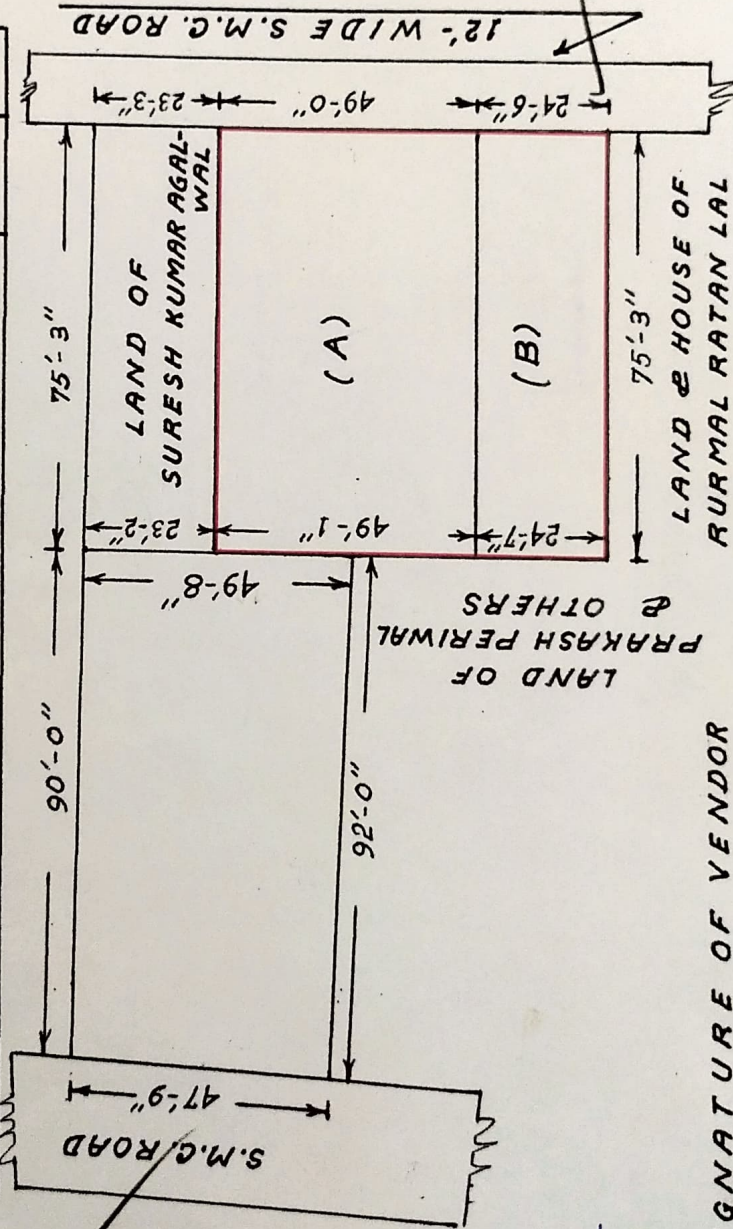 12'- WIDE S.M.C. ROAD
23'-3"
49'-0"
24'-6"
75'-3"
LAND OF
SURESH KUMAR AGAL-
WAL
(A)
(B)
75'-3"
LAND & HOUSE OF
RURMAL RATAN LAL
23'-2"
49'-1"
24'-7"
49'-8"
LAND OF
PRAKASH PERIWAL
& OTHERS
90'-0"
92'-0"
47'-9"
S.M.C. ROAD
GNATURE OF VENDOR